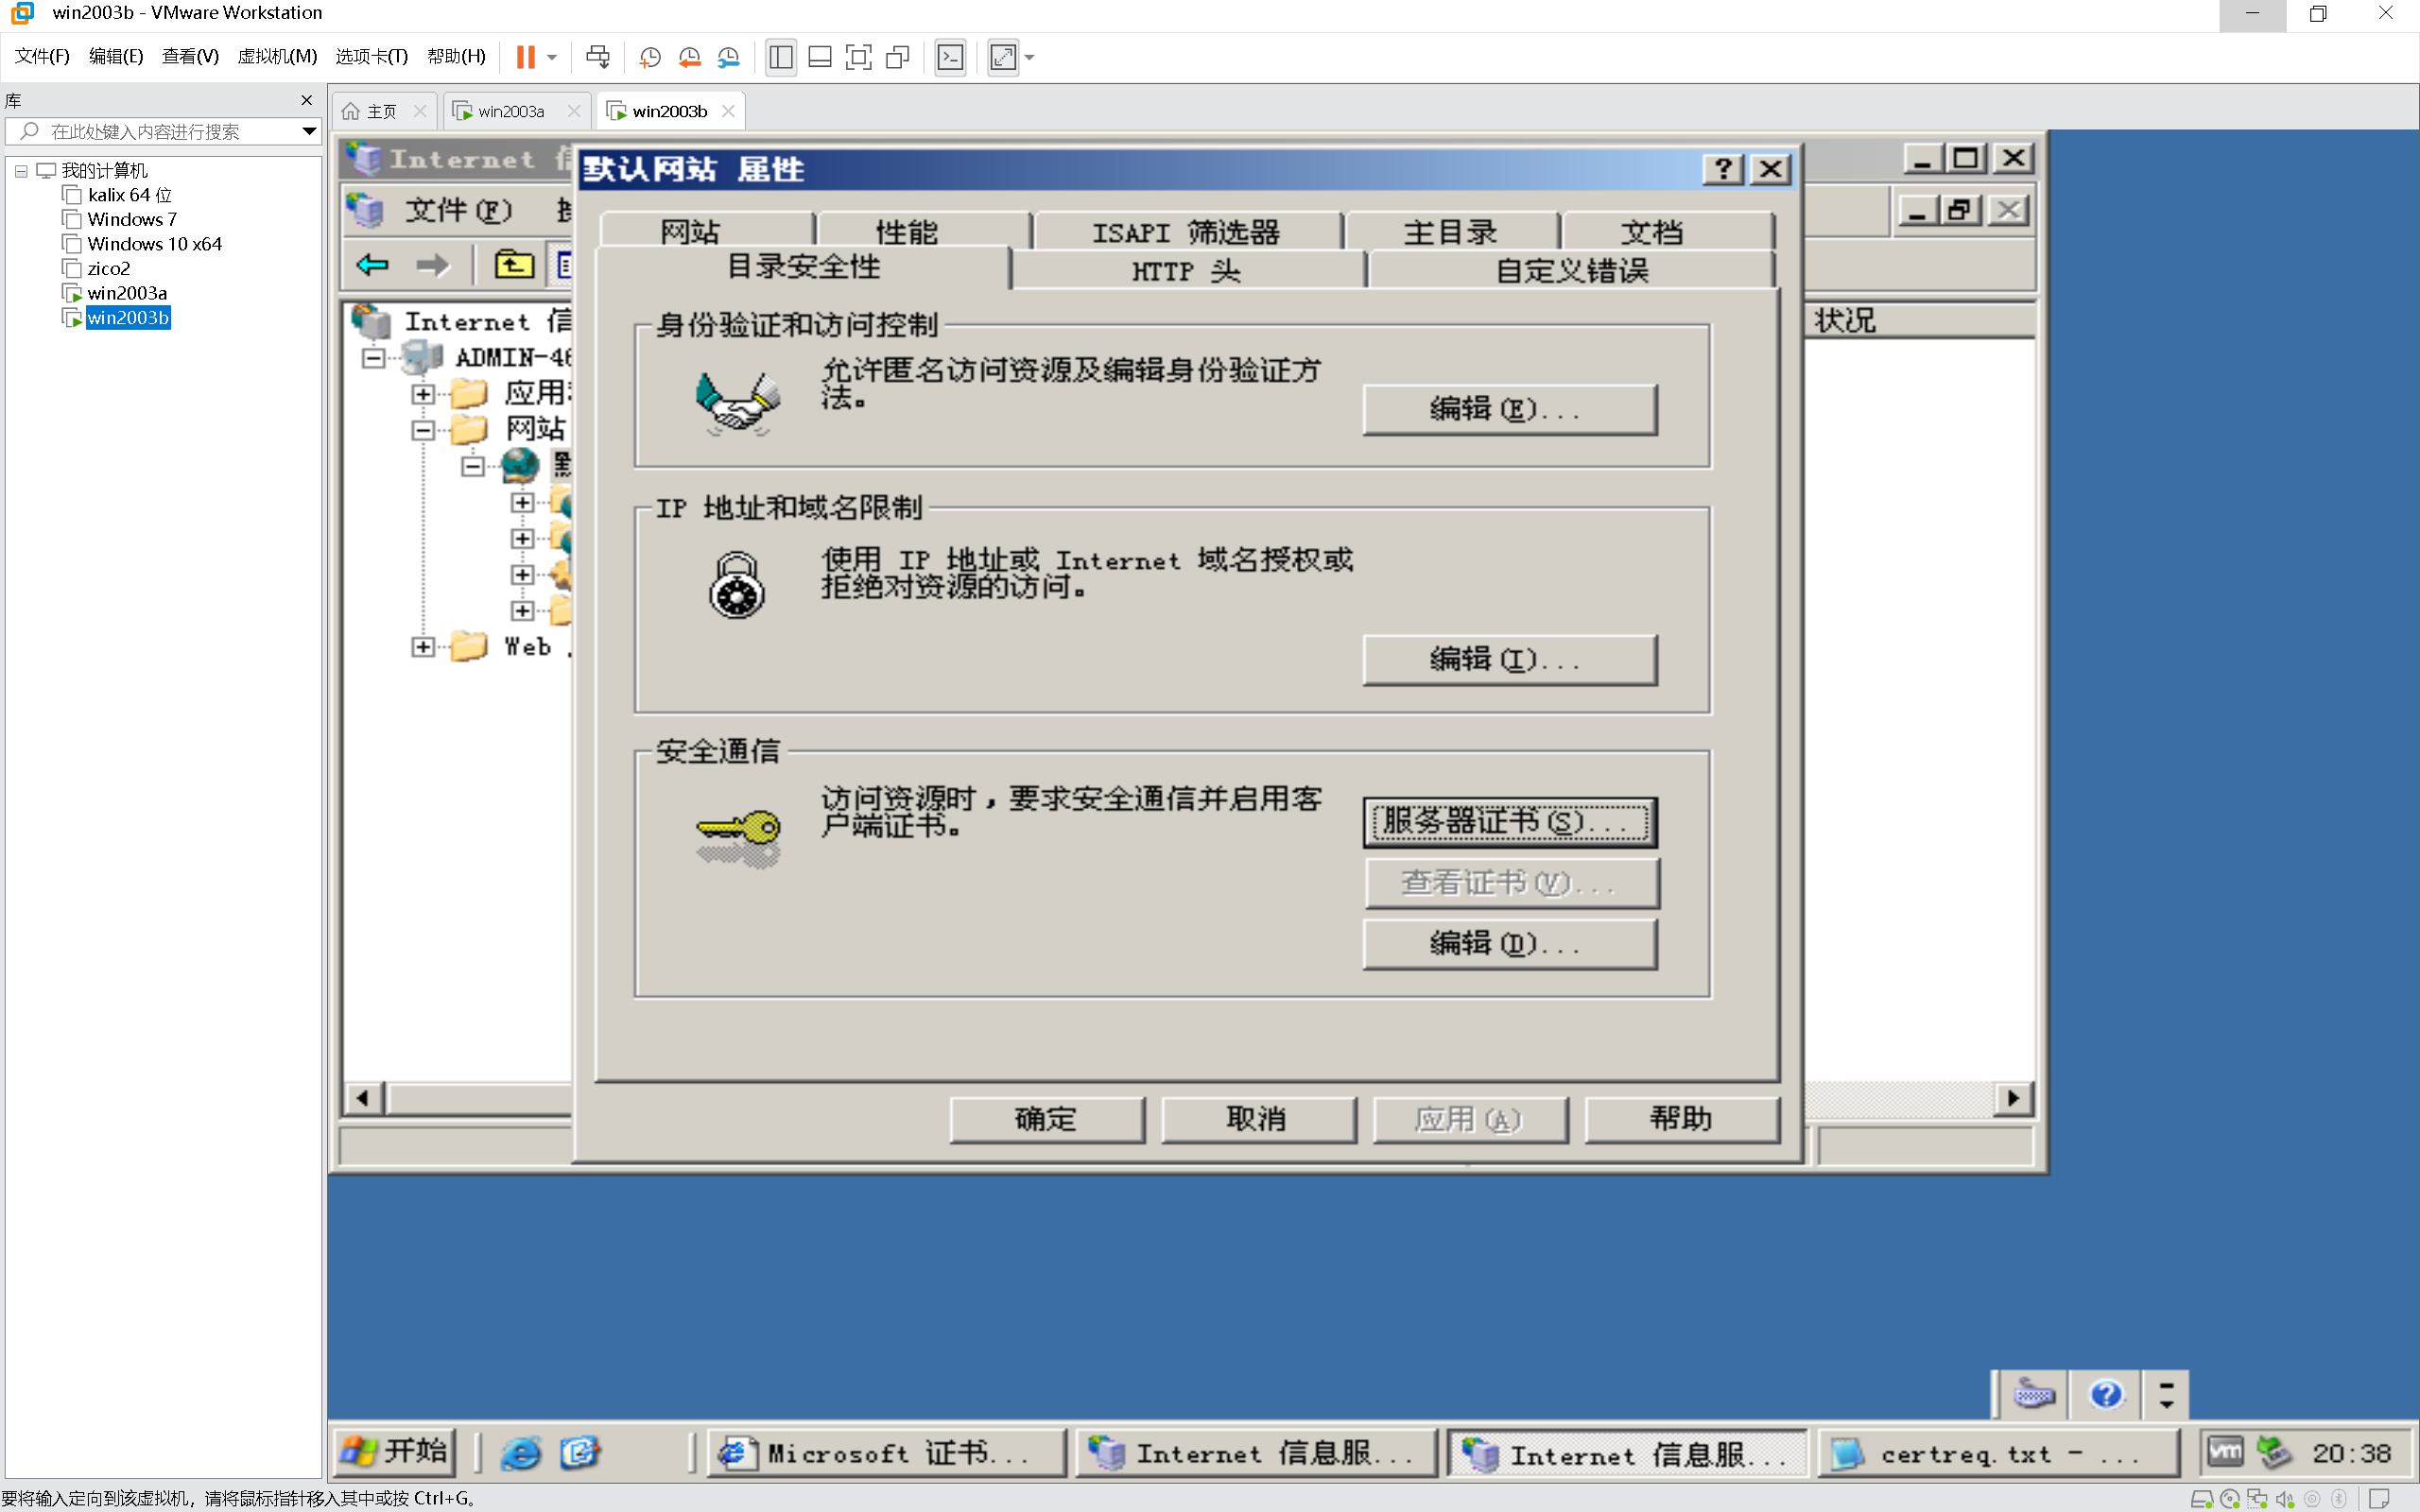 win2003b - VMware Workstation
文件(F) 编辑(E) 查看(V) 虚拟机(M) 选项卡(T) 帮助(H)
库
在此处键入内容进行搜索
我的计算机
kalix 64 位
Windows 7
Windows 10 x64
zico2
win2003a
win2003b
主页 win2003a win2003b
Internet
文件(F)
Internet 信
ADMIN-46
应用
网站
Web
状况
默认网站 属性
网站 性能 ISAPI 筛选器 主目录 文档
目录安全性 HTTP 头 自定义错误
身份验证和访问控制
允许匿名访问资源及编辑身份验证方
法。
编辑(E)...
IP 地址和域名限制
使用 IP 地址或 Internet 域名授权或
拒绝对资源的访问。
编辑(I)...
安全通信
访问资源时，要求安全通信并启用客
户端证书。
服务器证书(S)...
查看证书(V)...
编辑(D)...
确定 取消 应用(A) 帮助
开始 Microsoft 证书... Internet 信息服... Internet 信息服... certreq.txt - ... 20:38
要将输入定向到该虚拟机，请将鼠标指针移入其中或按 Ctrl+G。